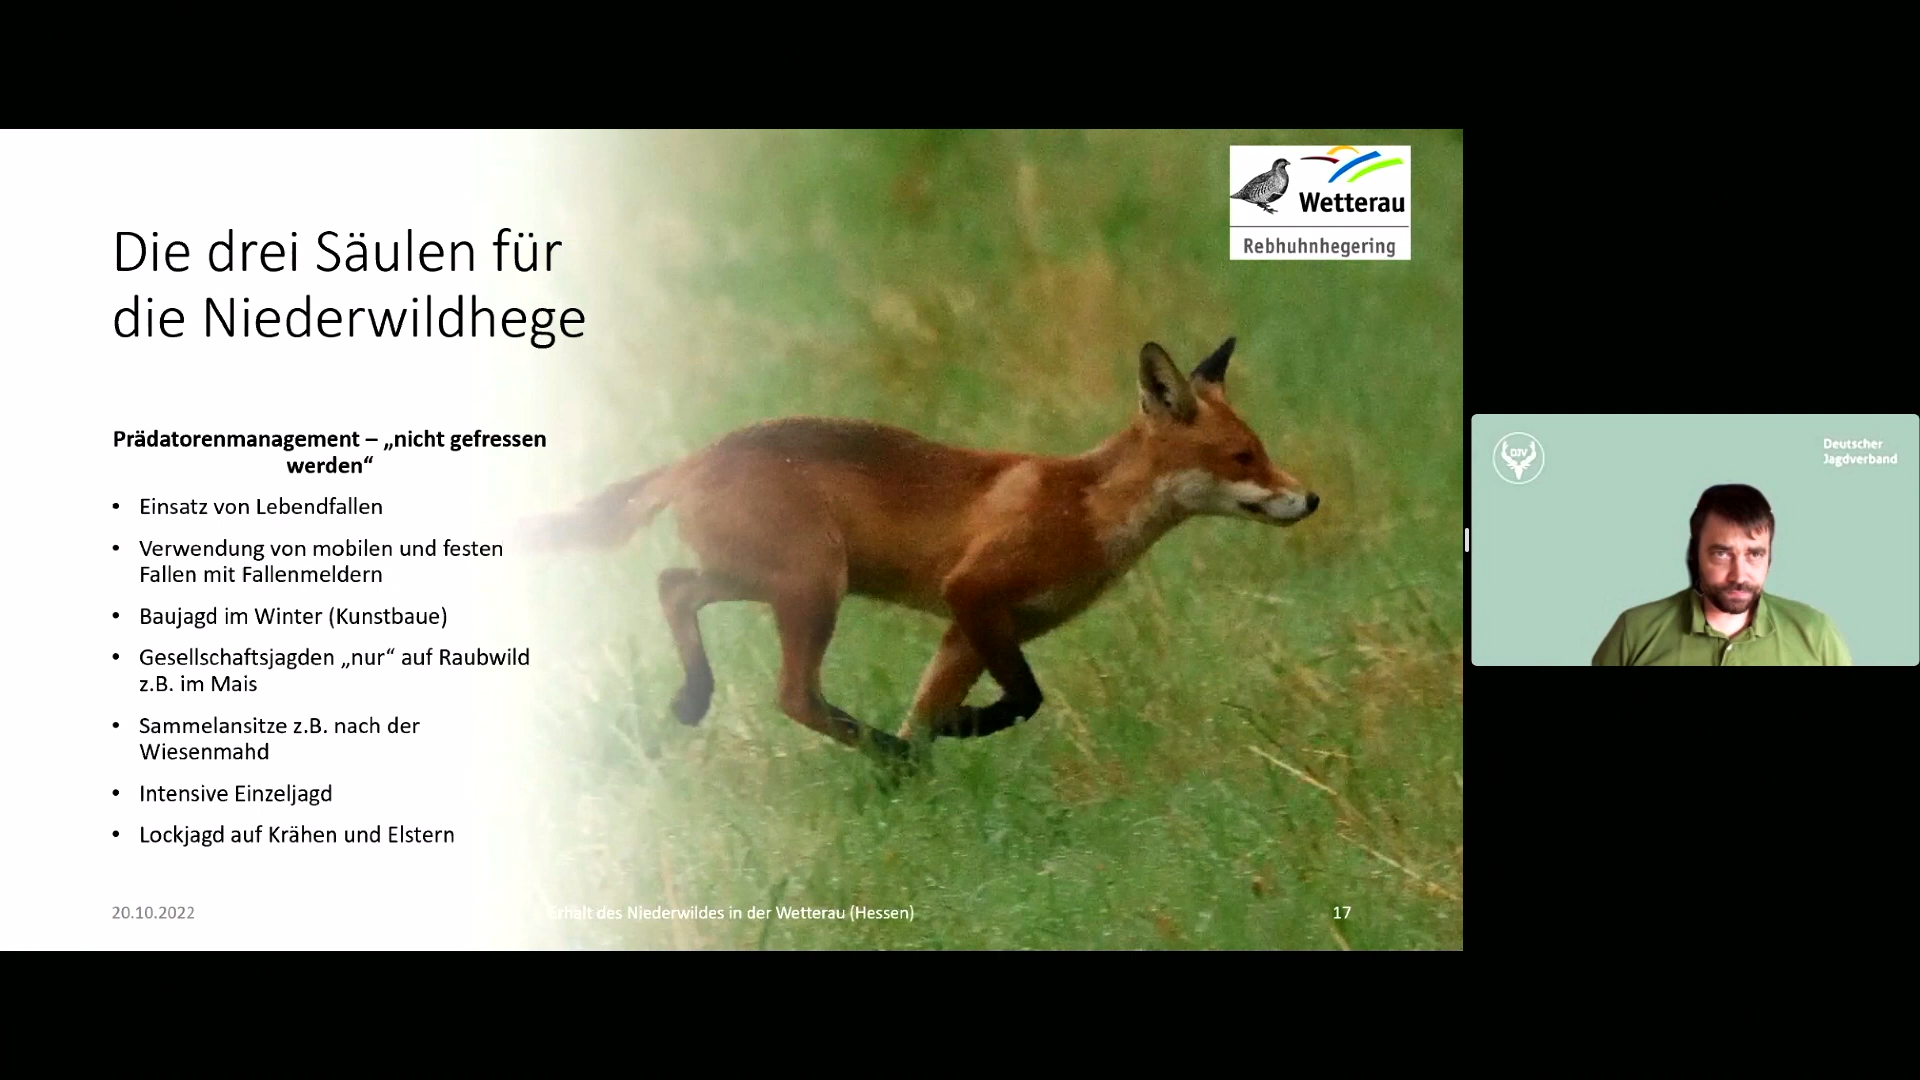 Wetterau
Rebhuhnhegering
Die drei Säulen für
die Niederwildhege
Prädatorenmanagement – „nicht gefressen
werden“
• Einsatz von Lebendfallen
• Verwendung von mobilen und festen
Fallen mit Fallenmeldern
• Baujagd im Winter (Kunstbaue)
• Gesellschaftsjagden „nur“ auf Raubwild
z.B. im Mais
• Sammelansitze z.B. nach der
Wiesenmahd
• Intensive Einzeljagd
• Lockjagd auf Krähen und Elstern
20.10.2022
Erhalt des Niederwildes in der Wetterau (Hessen)
17
DJV
Deutscher
Jagdverband